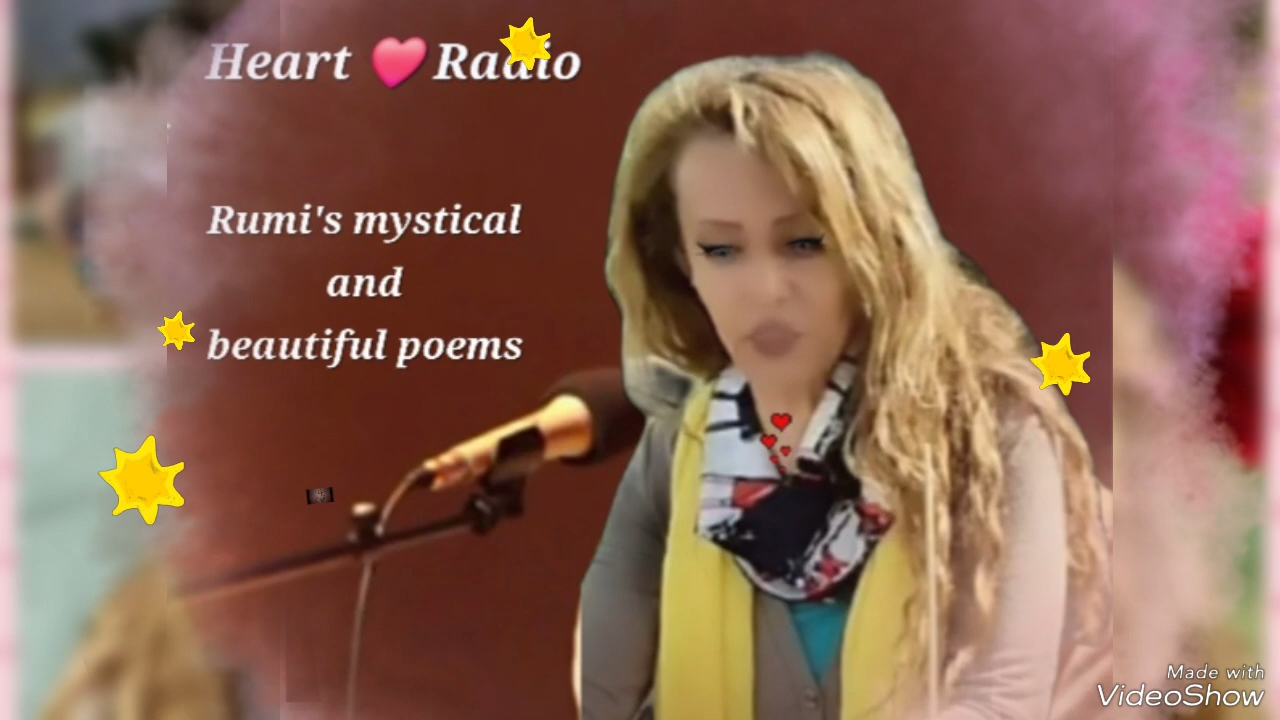 Heart ❤️ Radio
Rumi's mystical
and
beautiful poems
Made with
VideoShow